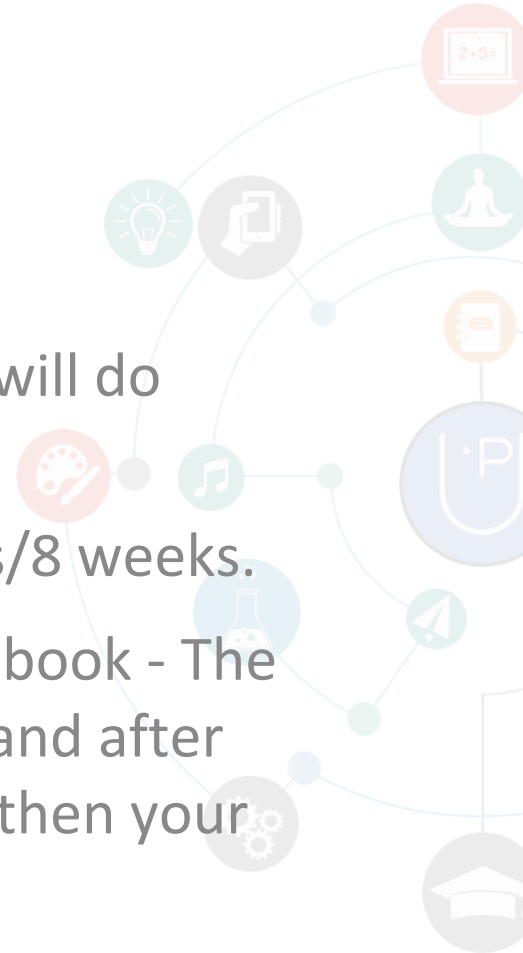 2+5=
will do
s/8 weeks.
book - The
and after
then your